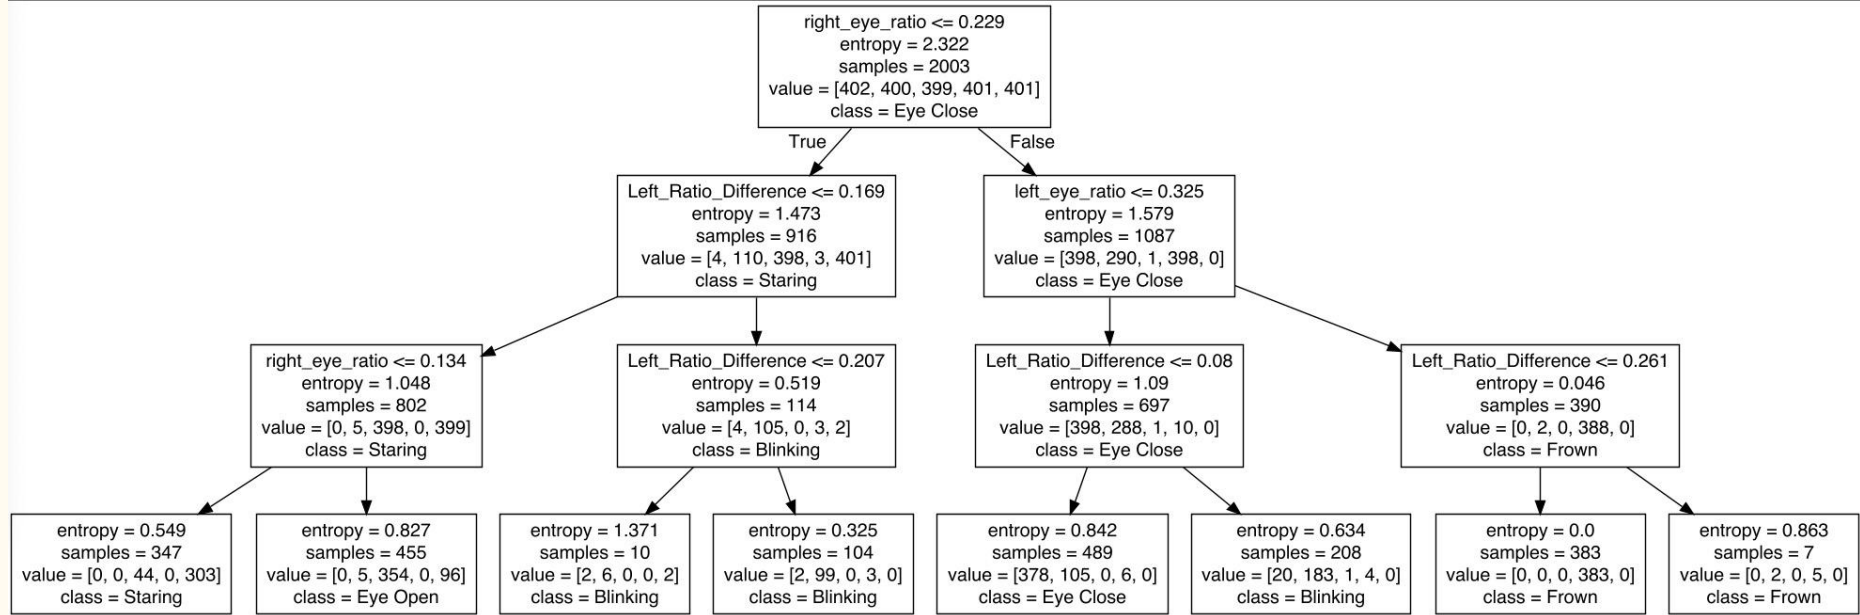 right_eye_ratio <= 0.229
entropy = 2.322
samples = 2003
value = [402, 400, 399, 401, 401]
class = Eye Close
True
False
Left_Ratio_Difference <= 0.169
entropy = 1.473
samples = 916
value = [4, 110, 398, 3, 401]
class = Staring
left_eye_ratio <= 0.325
entropy = 1.579
samples = 1087
value = [398, 290, 1, 398, 0]
class = Eye Close
right_eye_ratio <= 0.134
entropy = 1.048
samples = 802
value = [0, 5, 398, 0, 399]
class = Staring
Left_Ratio_Difference <= 0.207
entropy = 0.519
samples = 114
value = [4, 105, 0, 3, 2]
class = Blinking
Left_Ratio_Difference <= 0.08
entropy = 1.09
samples = 697
value = [398, 288, 1, 10, 0]
class = Eye Close
Left_Ratio_Difference <= 0.261
entropy = 0.046
samples = 390
value = [0, 2, 0, 388, 0]
class = Frown
entropy = 0.549
samples = 347
value = [0, 0, 44, 0, 303]
class = Staring
entropy = 0.827
samples = 455
value = [0, 5, 354, 0, 96]
class = Eye Open
entropy = 1.371
samples = 10
value = [2, 6, 0, 0, 2]
class = Blinking
entropy = 0.325
samples = 104
value = [2, 99, 0, 3, 0]
class = Blinking
entropy = 0.842
samples = 489
value = [378, 105, 0, 6, 0]
class = Eye Close
entropy = 0.634
samples = 208
value = [20, 183, 1, 4, 0]
class = Blinking
entropy = 0.0
samples = 383
value = [0, 0, 0, 383, 0]
class = Frown
entropy = 0.863
samples = 7
value = [0, 2, 0, 5, 0]
class = Frown